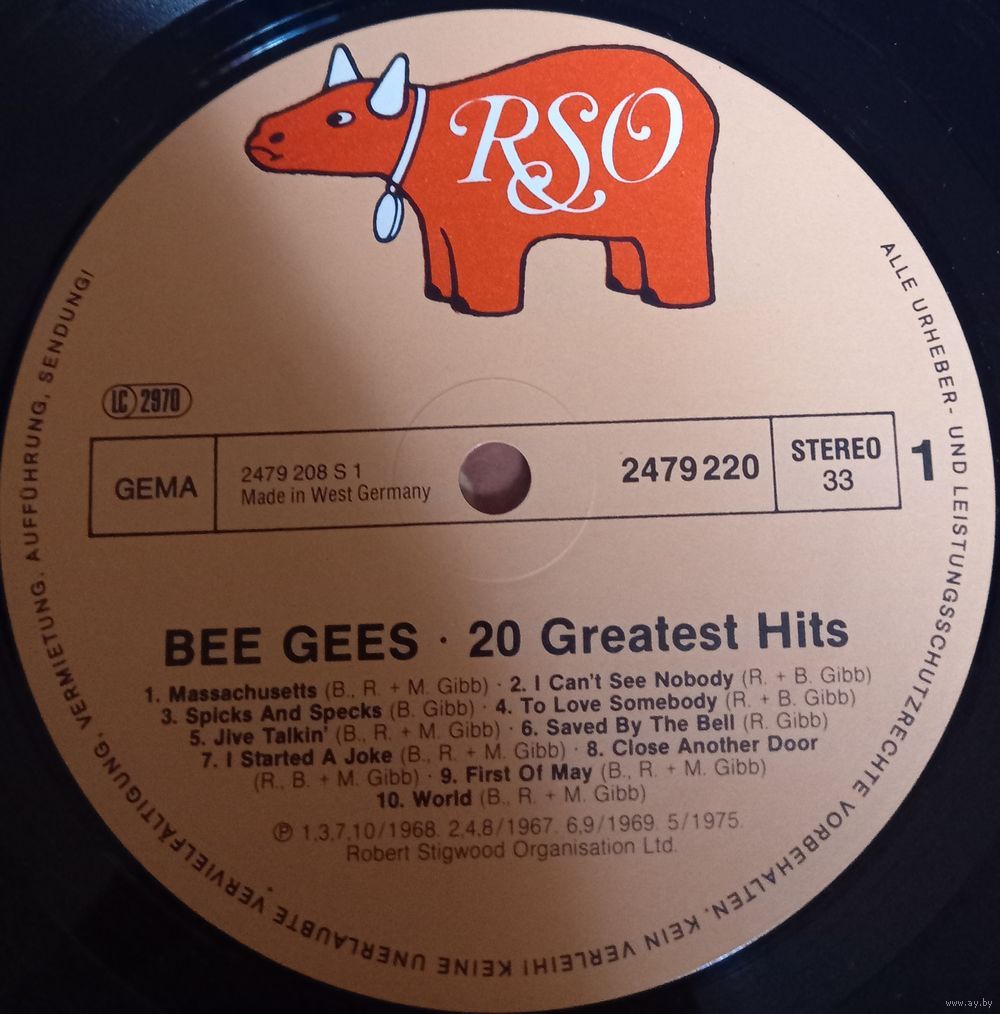 RSO
LC 2970
GEMA
2479 208 S 1
Made in West Germany
2479 220
STEREO
33
1
BEE GEES · 20 Greatest Hits
1. Massachusetts (B., R. + M. Gibb) · 2. I Can't See Nobody (R. + B. Gibb)
3. Spicks And Specks (B. Gibb) · 4. To Love Somebody (R. + B. Gibb)
5. Jive Talkin' (B., R. + M. Gibb) · 6. Saved By The Bell (R. Gibb)
7. I Started A Joke (B., R. + M. Gibb) · 8. Close Another Door
(R., B. + M. Gibb) · 9. First Of May (B., R. + M. Gibb)
10. World (B., R. + M. Gibb)
℗ 1,3,7,10/1968. 2,4,8/1967. 6,9/1969. 5/1975.
Robert Stigwood Organisation Ltd.
ALLE URHEBER- UND LEISTUNGSSCHUTZRECHTE VORBEHALTEN. KEIN VERLEIH! KEINE UNERLAUBTE VERVIELFÄLTIGUNG, VERMIETUNG. AUFFÜHRUNG, SENDUNG!
www.ay.by